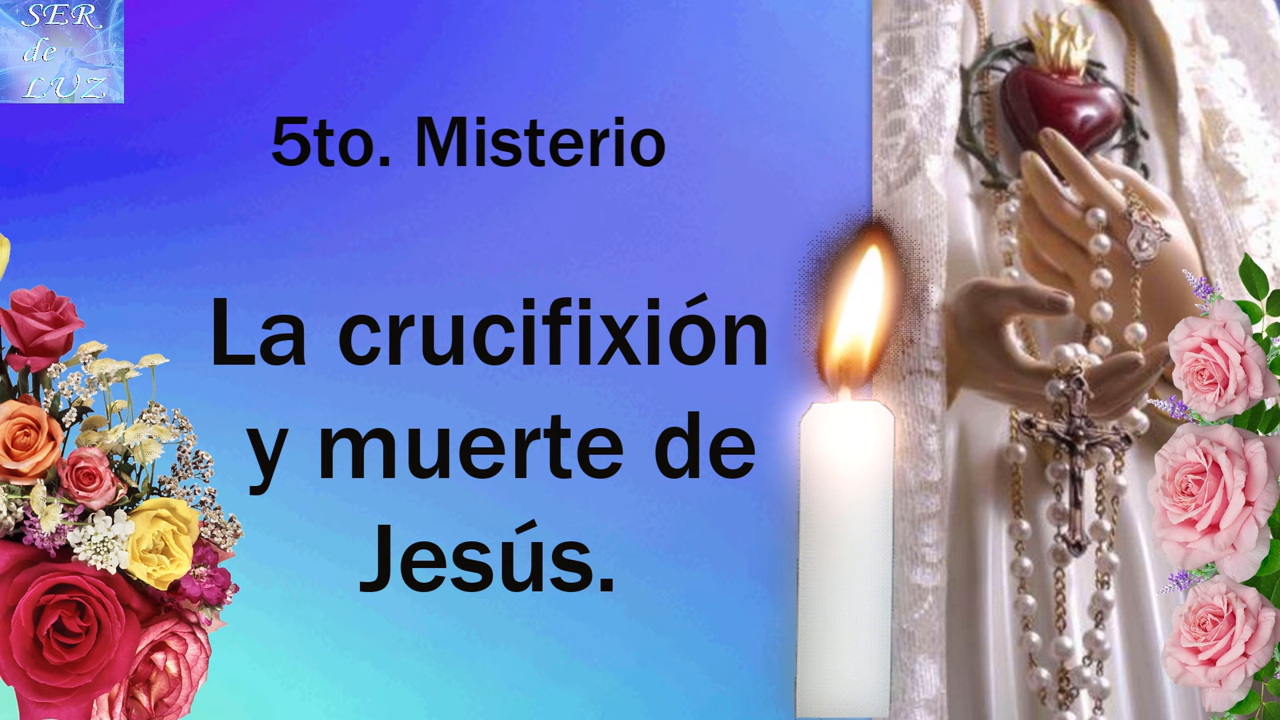 SER
de
LUZ
5to. Misterio
La crucifixión
y muerte de
Jesús.